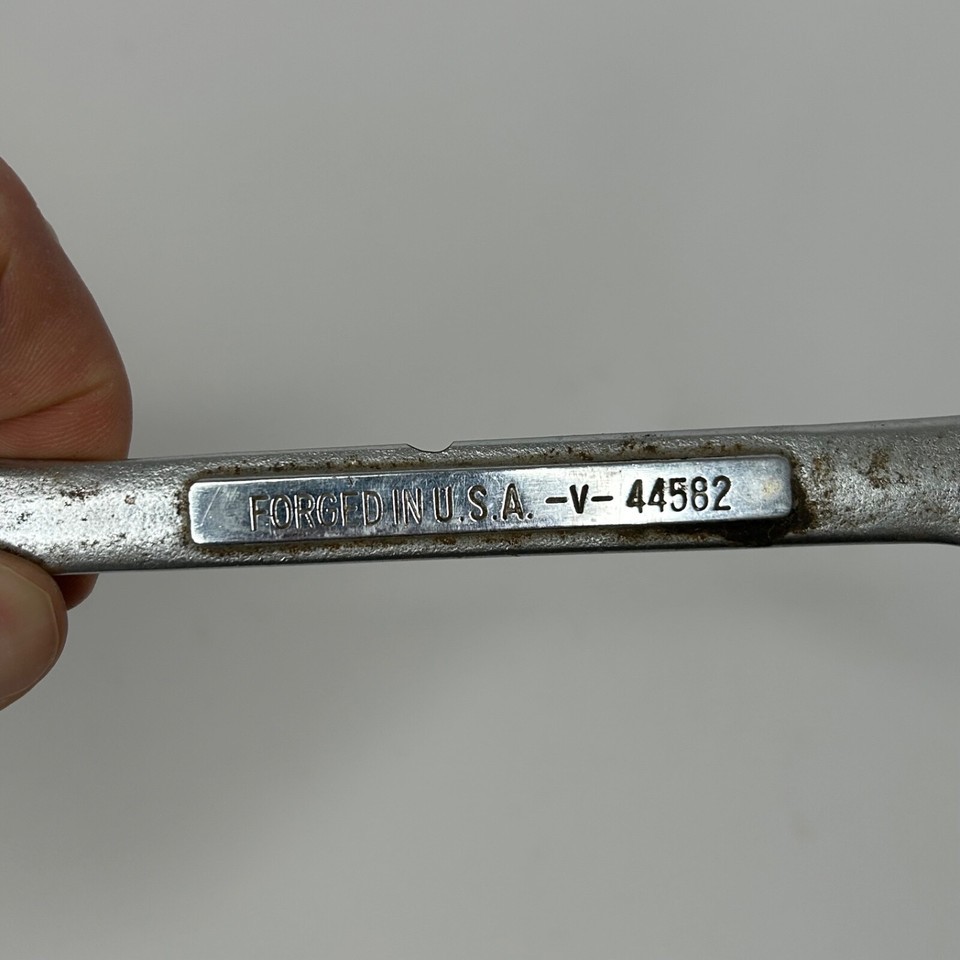 FORGED IN U.S.A. -V- 44582